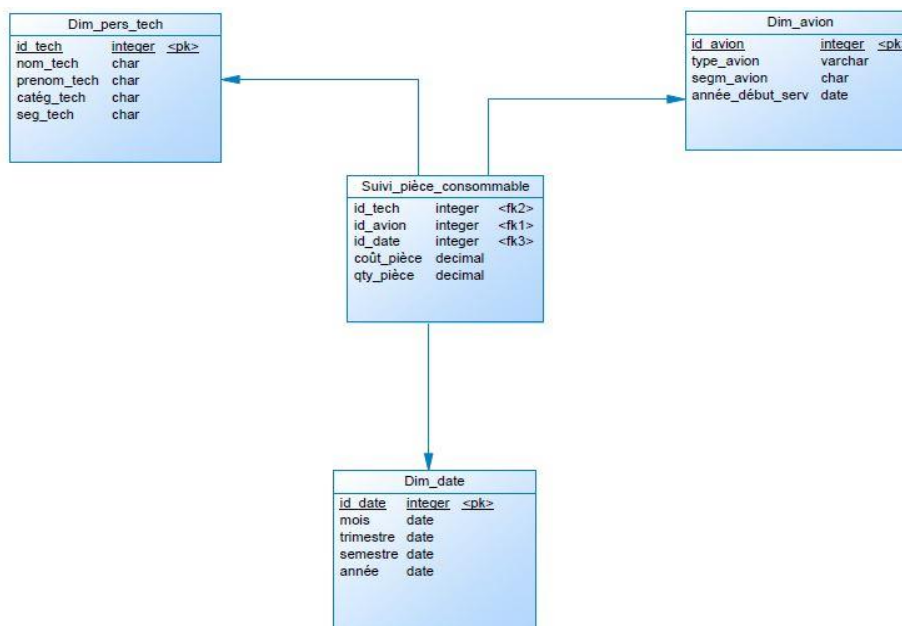 Dim_pers_tech
id_tech integer <pk>
nom_tech char
prenom_tech char
catég_tech char
seg_tech char
Dim_avion
id_avion integer <pk>
type_avion varchar
segm_avion char
année_début_serv date
Suivi_pièce_consommable
id_tech integer <fk2>
id_avion integer <fk1>
id_date integer <fk3>
coût_pièce decimal
qty_pièce decimal
Dim_date
id_date integer <pk>
mois date
trimestre date
semestre date
année date